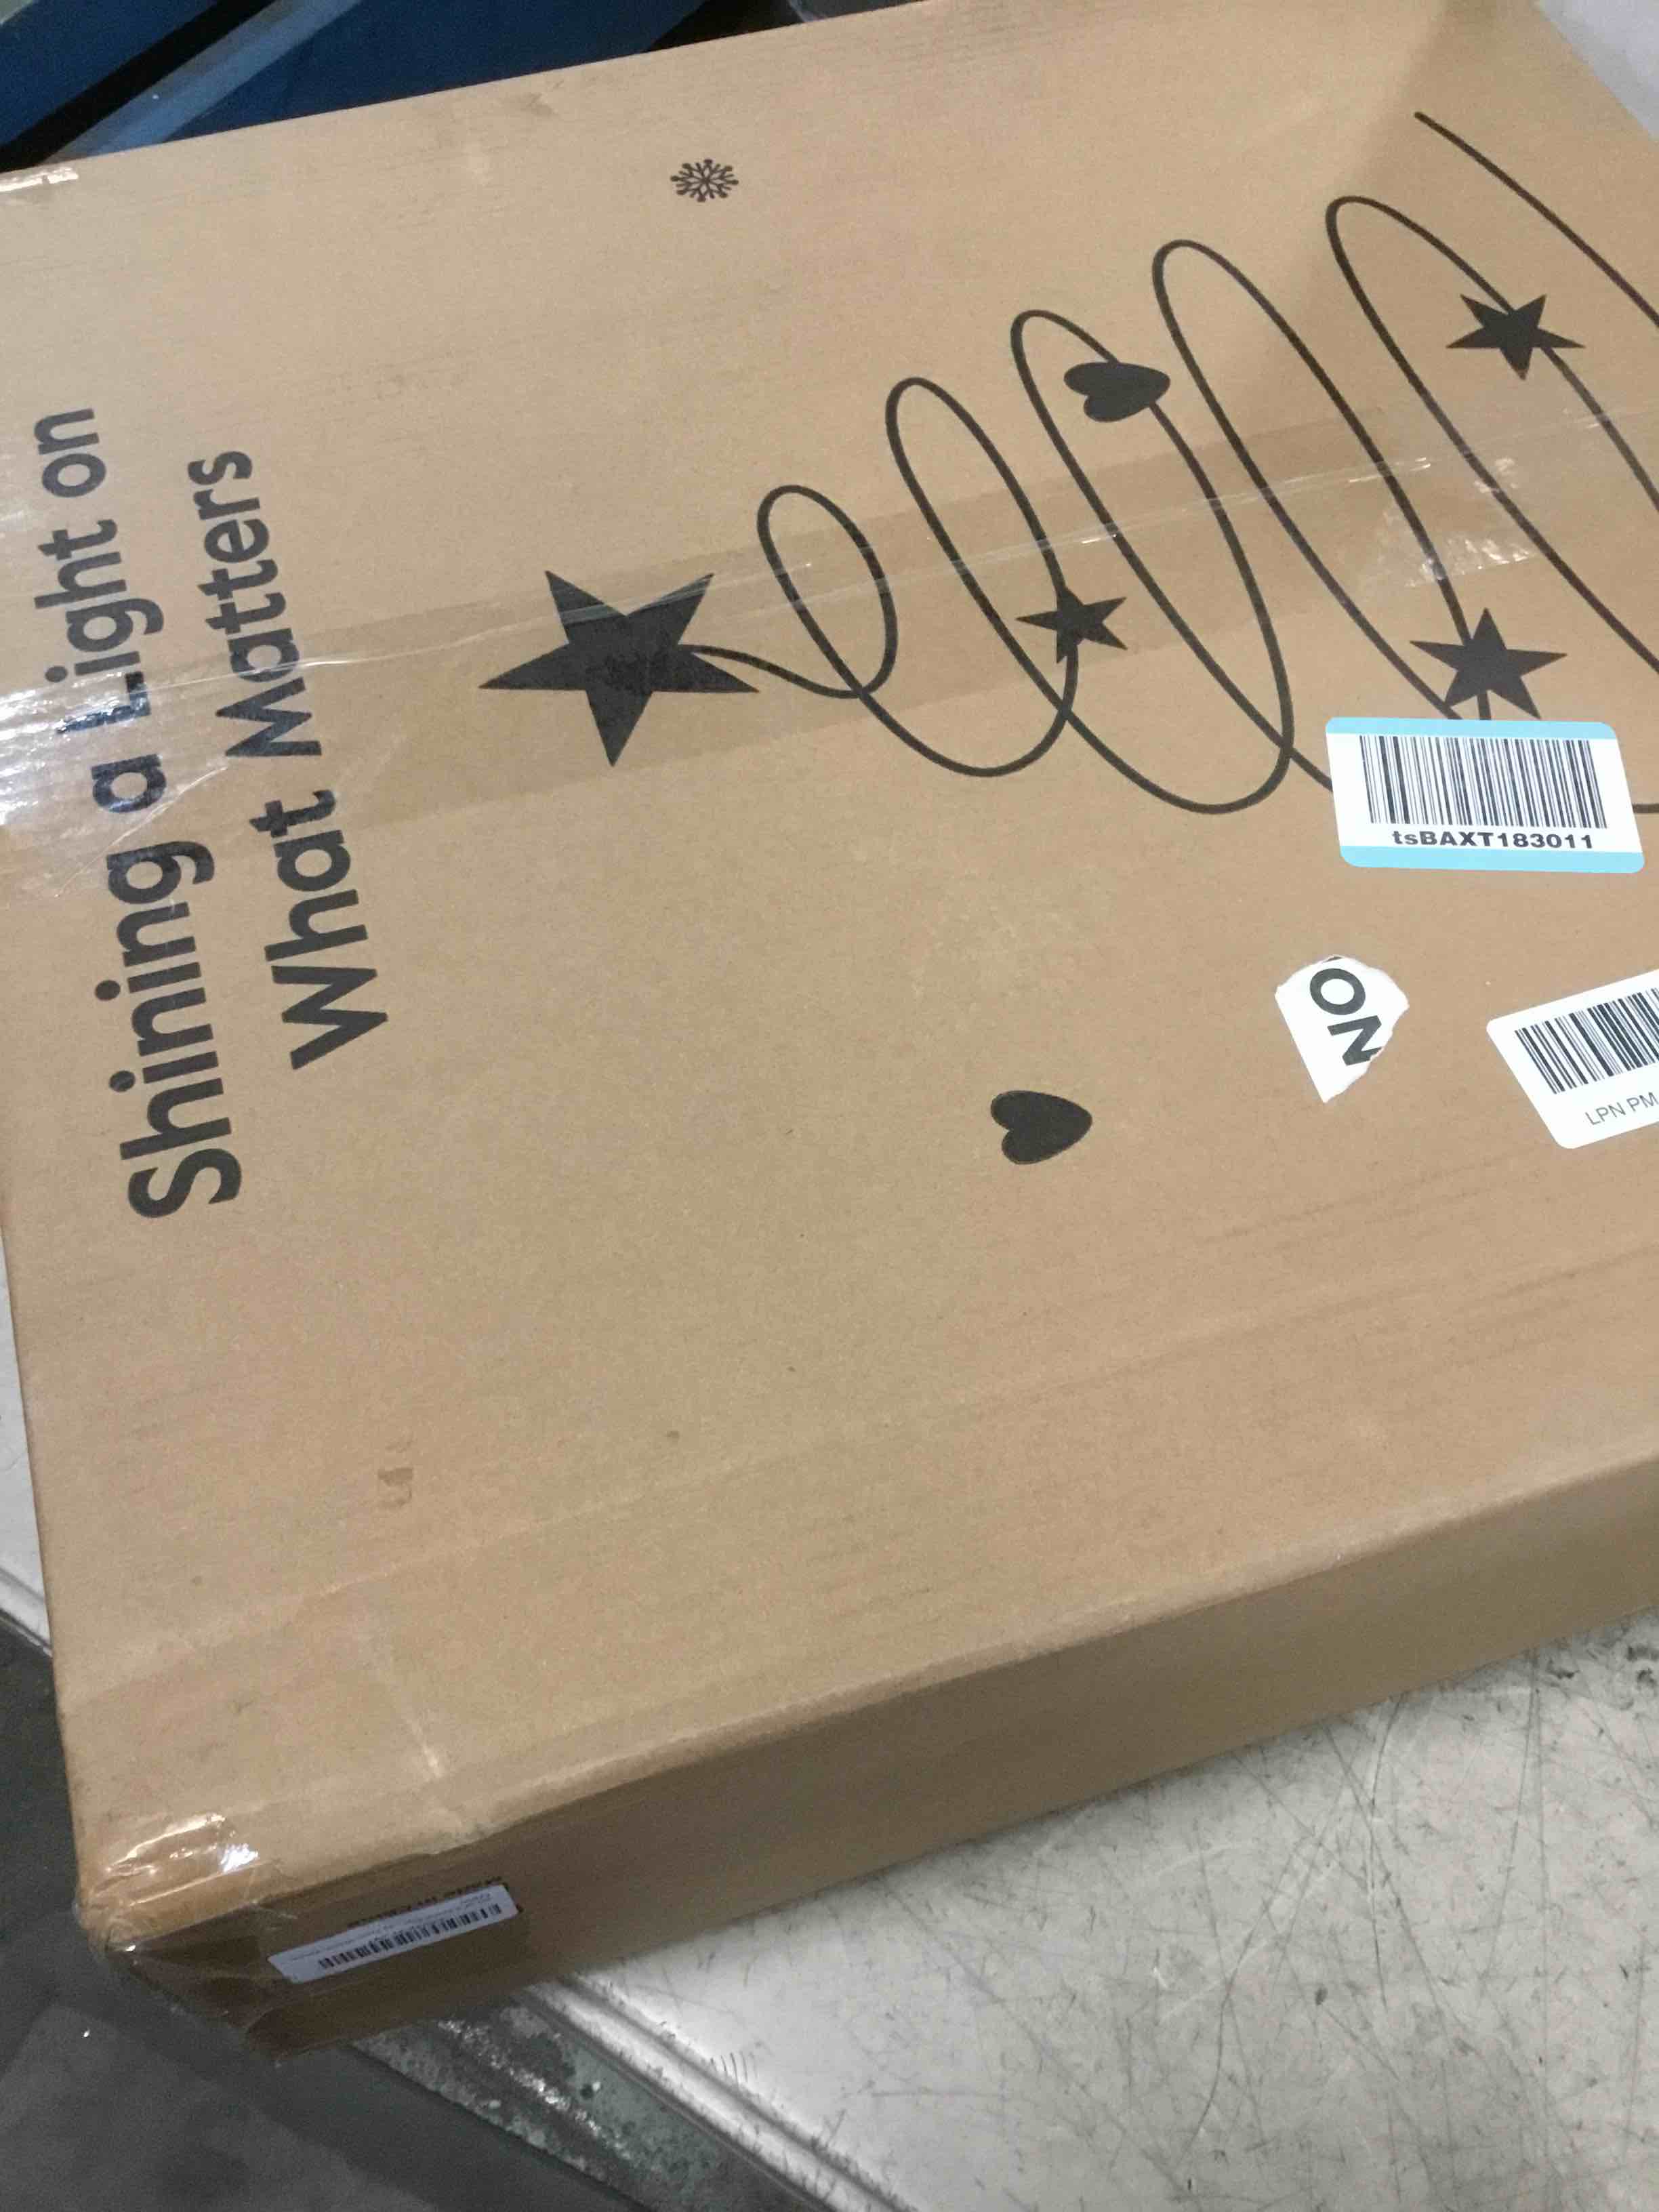 Shining a Light on
What Matters
tsBAXT183011
NO
LPN PM